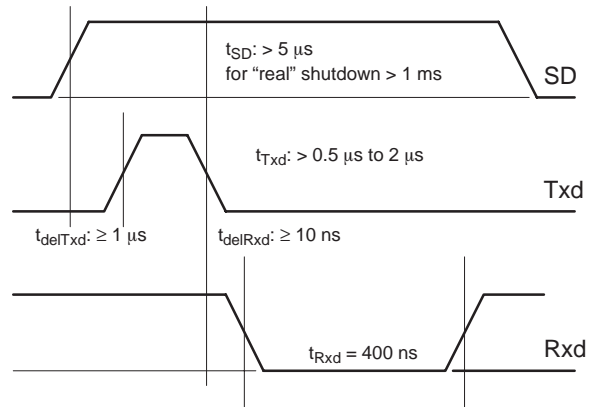 t_SD: > 5 μs
for “real” shutdown > 1 ms
SD
t_Txd: > 0.5 μs to 2 μs
Txd
t_delTxd: ≥ 1 μs
t_delRxd: ≥ 10 ns
t_Rxd = 400 ns
Rxd